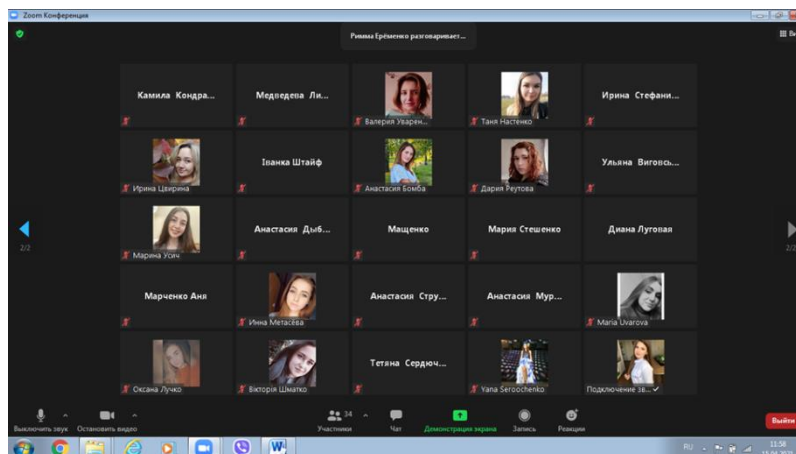 Zoom Конференция
Римма Ерёменко разговаривает...
Камила Кондра...
Медведева Ли...
Валерия Уварен...
Таня Настенко
Ирина Стефани...
Ирина Цвирина
Іванка Штайф
Анастасия Бомба
Дария Реутова
Ульяна Виговсь...
2/2
2/2
Марина Усич
Анастасия Дыб...
Мащенко
Мария Стешенко
Диана Луговая
Марченко Аня
Инна Метасёва
Анастасия Стру...
Анастасия Мур...
Maria Uvarova
Оксана Лучко
Вікторія Шматко
Тетяна Сердюч...
Yana Seroochenko
Подключение зв...
34
Выключить звук
Остановить видео
Участники
Чат
Демонстрация экрана
Запись
Реакции
Выйти
RU
11:58